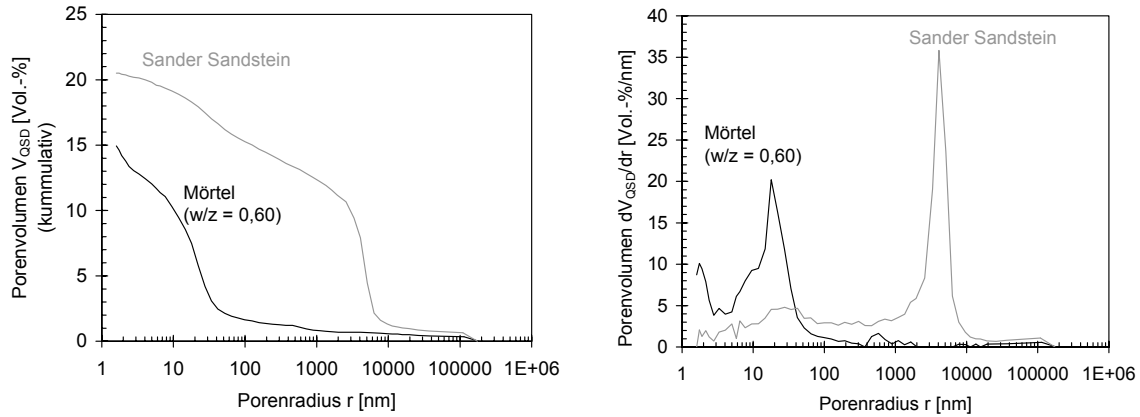 Porenvolumen V_QSD [Vol.-%]
(kummulativ)
25
20
15
10
5
0
Sander Sandstein
Mörtel
(w/z = 0,60)
1 10 100 1000 10000 100000 1E+06
Porenradius r [nm]
Porenvolumen dV_QSD/dr [Vol.-%/nm]
40
35
30
25
20
15
10
5
0
Sander Sandstein
Mörtel
(w/z = 0,60)
1 10 100 1000 10000 100000 1E+06
Porenradius r [nm]